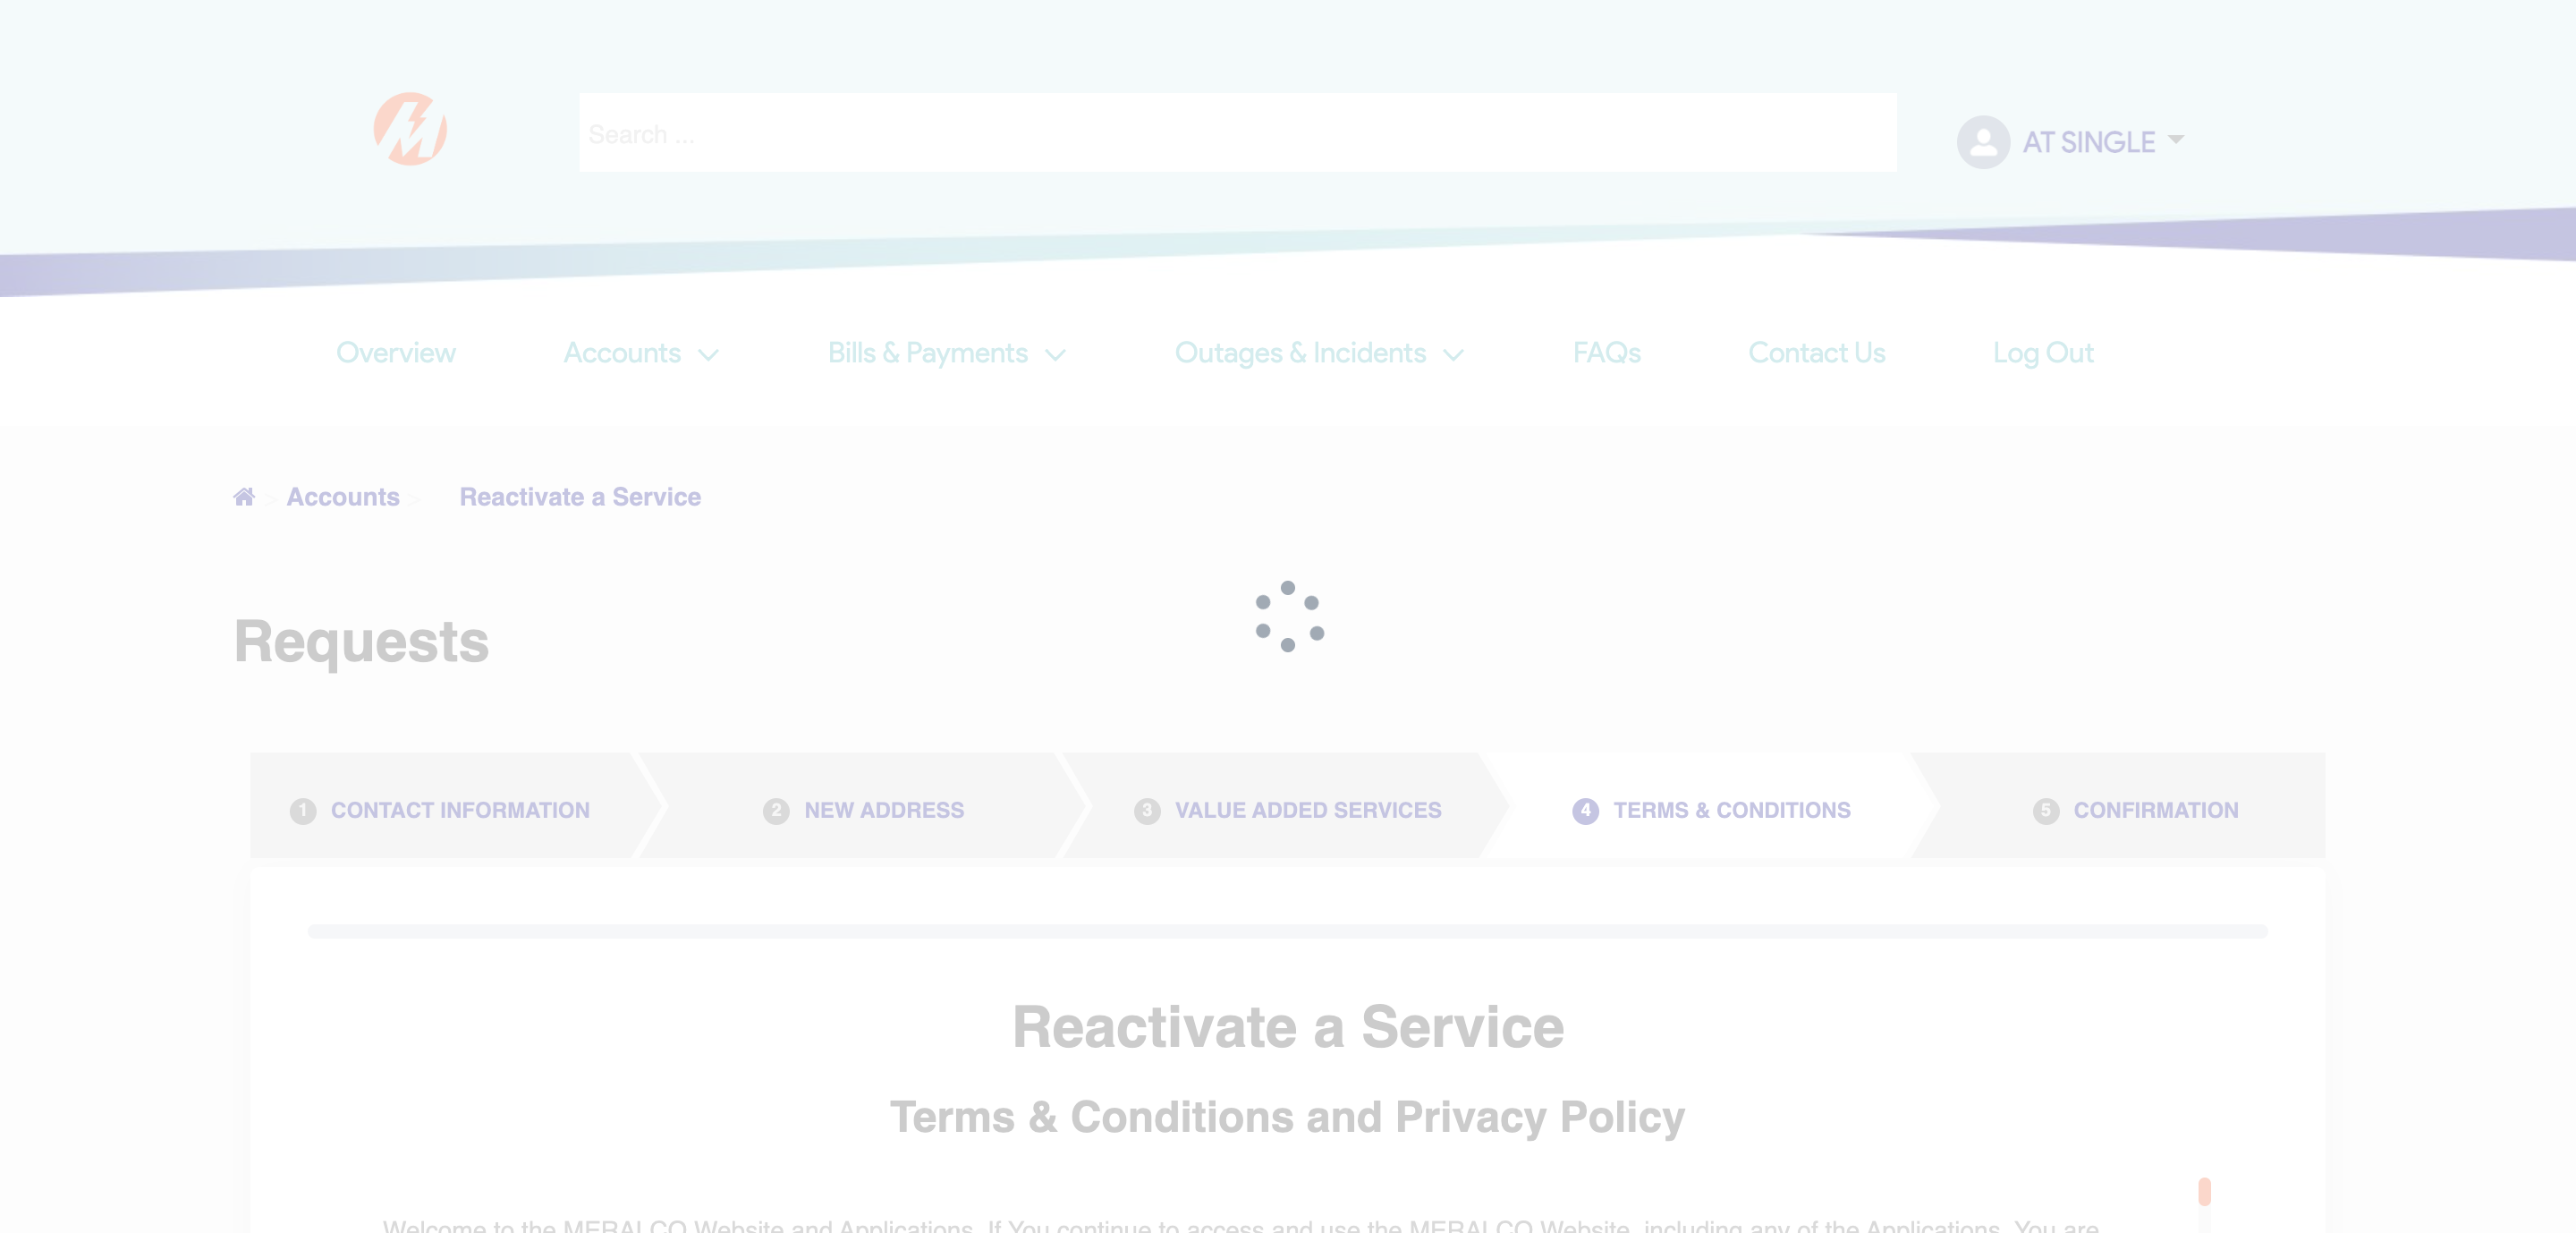 Search ...
AT SINGLE
Overview Accounts Bills & Payments Outages & Incidents FAQs Contact Us Log Out
Accounts Reactivate a Service
Requests
1 CONTACT INFORMATION 2 NEW ADDRESS 3 VALUE ADDED SERVICES 4 TERMS & CONDITIONS 5 CONFIRMATION
Reactivate a Service
Terms & Conditions and Privacy Policy
Welcome to the MERALCO Website and Applications. If You continue to access and use the MERALCO Website, including any of the Applications, You are